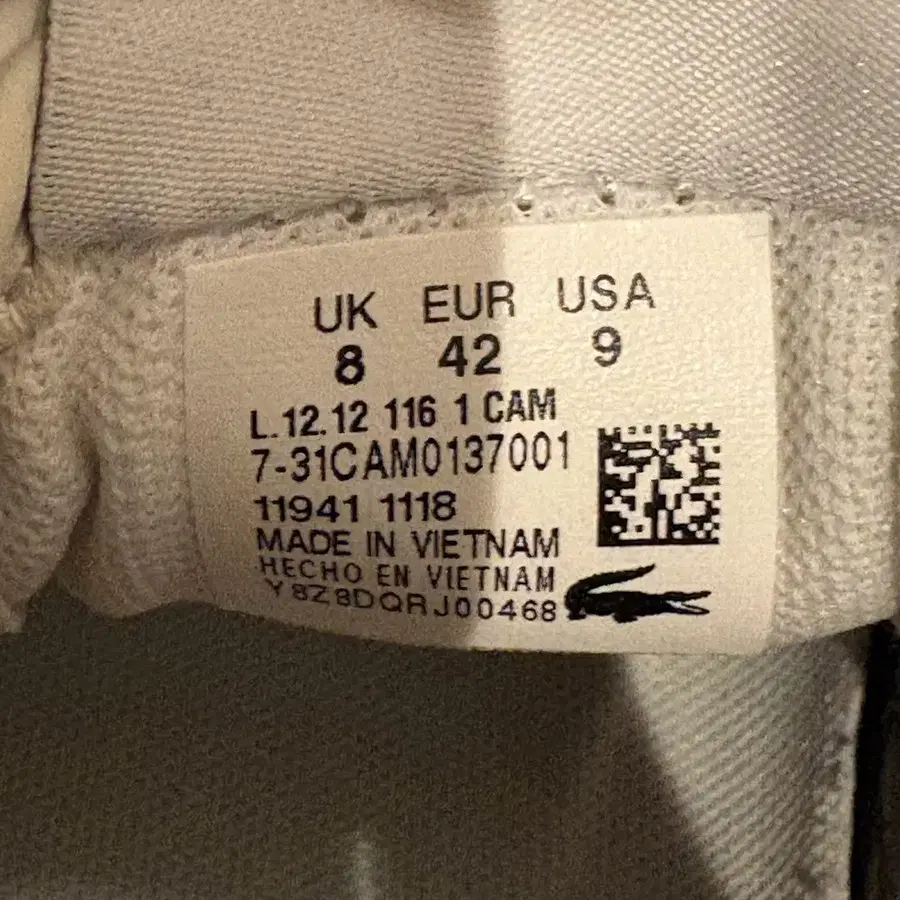 UK EUR USA
8 42 9
L.12.12 116 1 CAM
7-31CAM0137001
11941 1118
MADE IN VIETNAM
HECHO EN VIETNAM
Y8Z8DQRJ00468